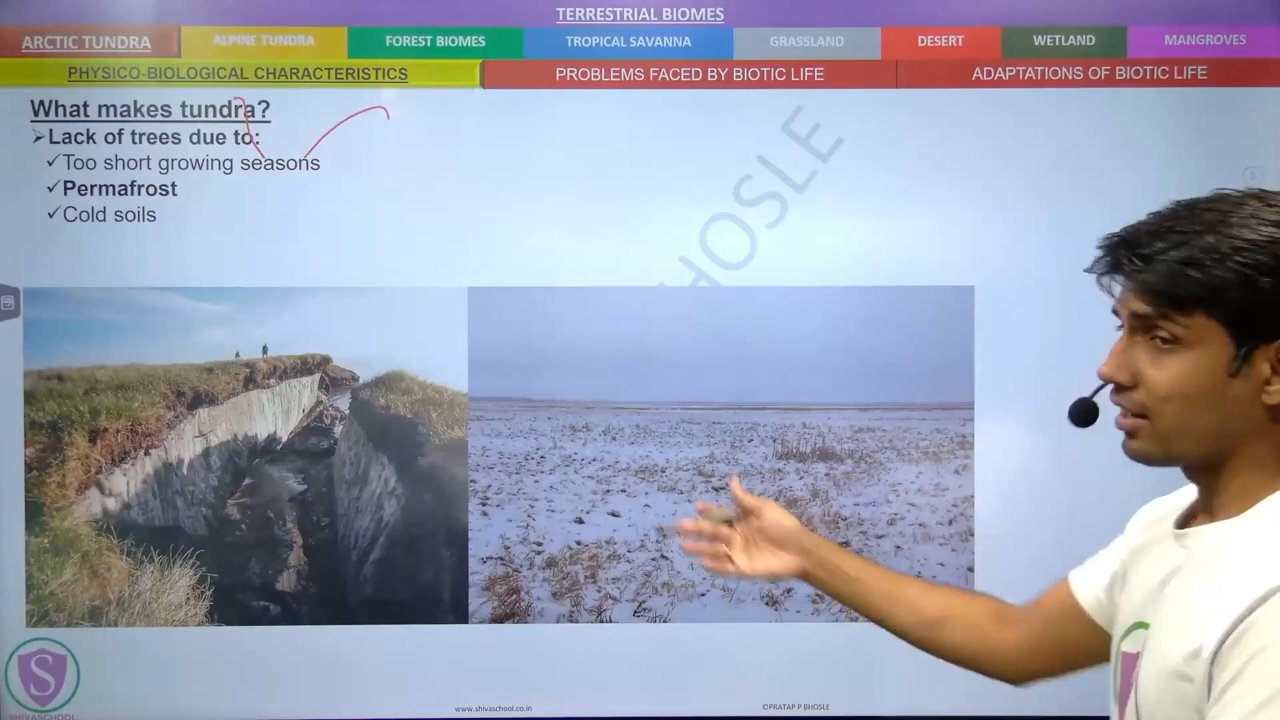 TERRESTRIAL BIOMES
ARCTIC TUNDRA
ALPINE TUNDRA
FOREST BIOMES
TROPICAL SAVANNA
GRASSLAND
DESERT
WETLAND
MANGROVES
PHYSICO-BIOLOGICAL CHARACTERISTICS
PROBLEMS FACED BY BIOTIC LIFE
ADAPTATIONS OF BIOTIC LIFE
What makes tundra?
➢Lack of trees due to:
✓Too short growing seasons
✓Permafrost
✓Cold soils
HOSLE
S
SHIVASCHOOL
www.shivaschool.co.in
©PRATAP P BHOSLE